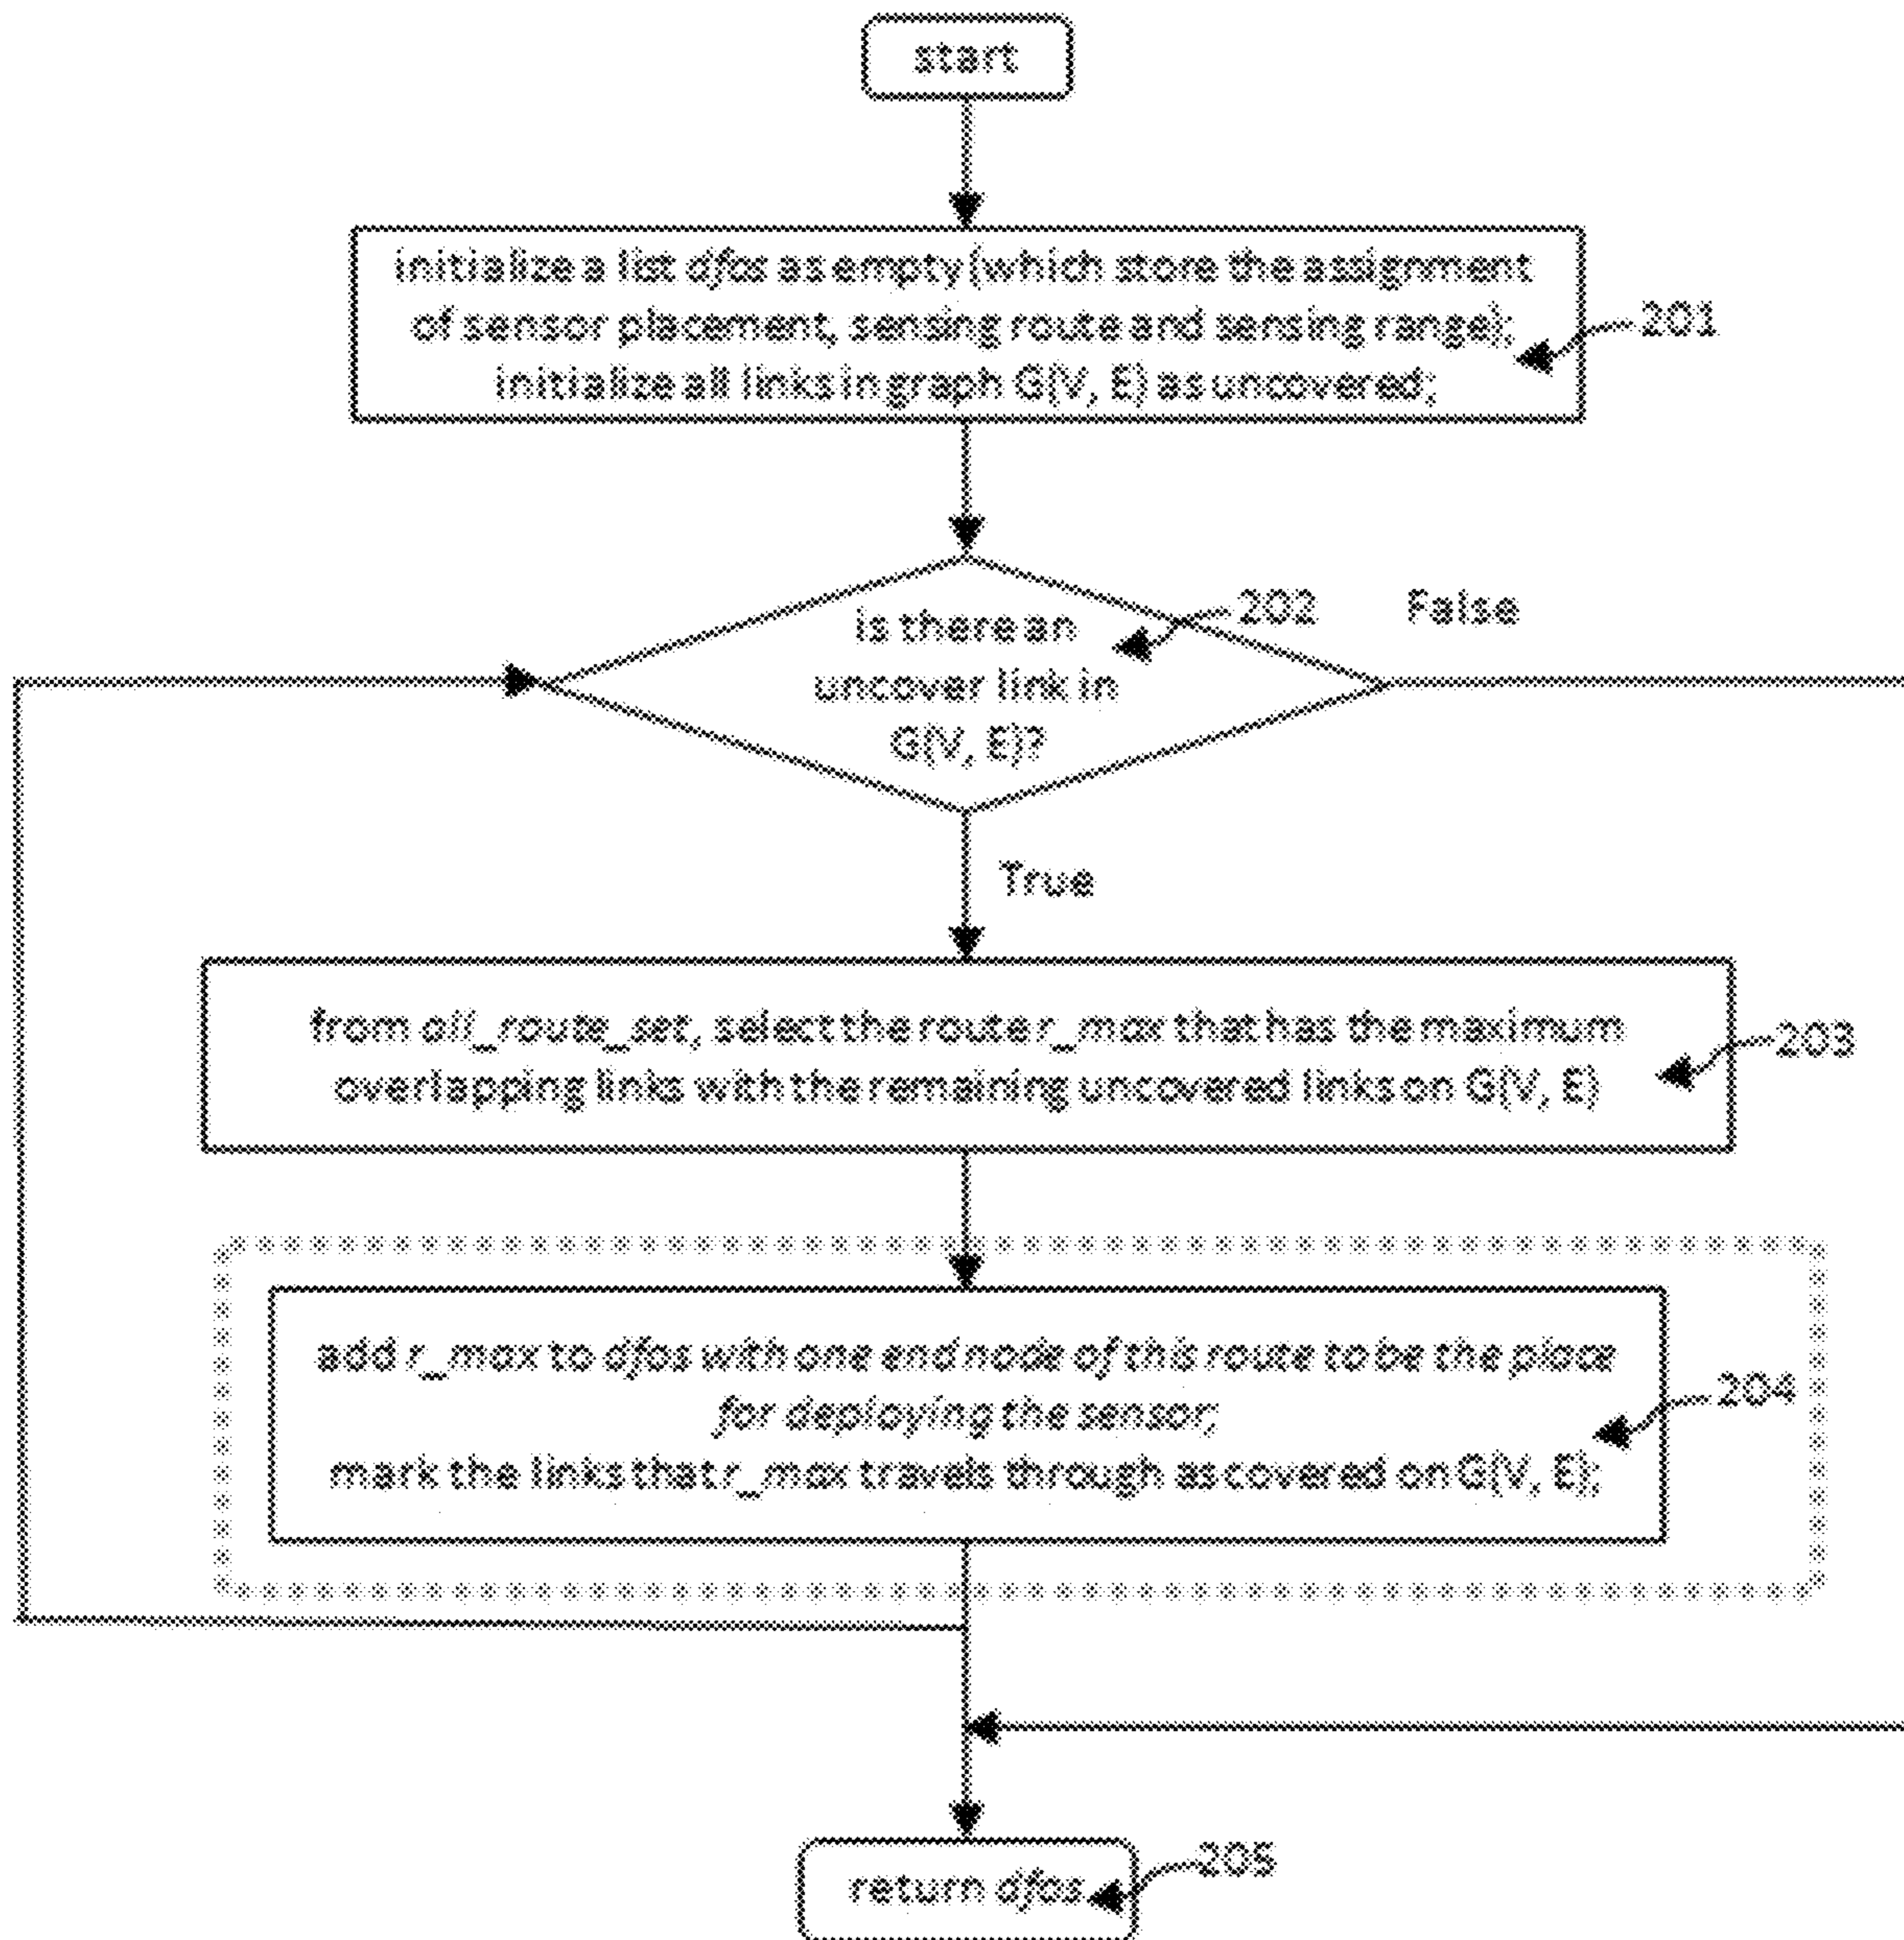 start
initialize a list dfos as empty (which store the assignment
of sensor placement, sensing route and sensing range);
initialize all links in graph G(V, E) as uncovered;
201
is there an
uncover link in
G(V, E)?
202
False
True
from all_route_set, select the router_max that has the maximum
overlapping links with the remaining uncovered links on G(V, E)
203
add r_max to dfos with one end node of this route to be the place
for deploying the sensor;
mark the links that r_max travels through as covered on G(V, E);
204
return dfos
205